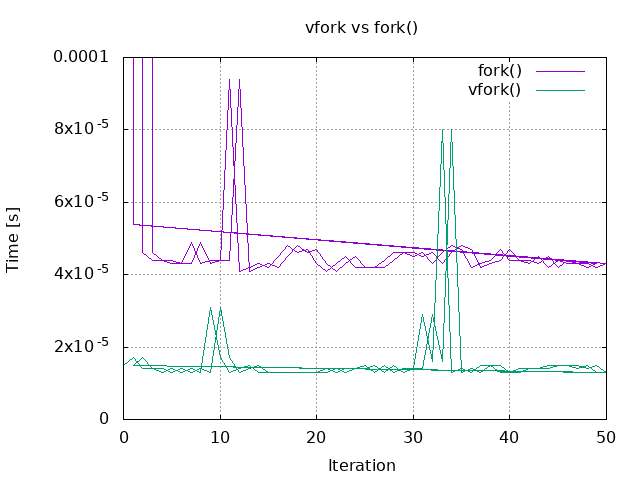 vfork vs fork()
0.0001
8x10-5
6x10-5
4x10-5
2x10-5
0
Time [s]
fork()
vfork()
0 10 20 30 40 50
Iteration